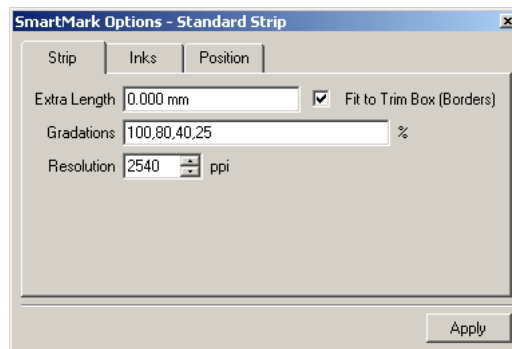 SmartMark Options - Standard Strip
Strip Inks Position
Extra Length 0.000 mm Fit to Trim Box (Borders)
Gradations 100,80,40,25 %
Resolution 2540 ppi
Apply